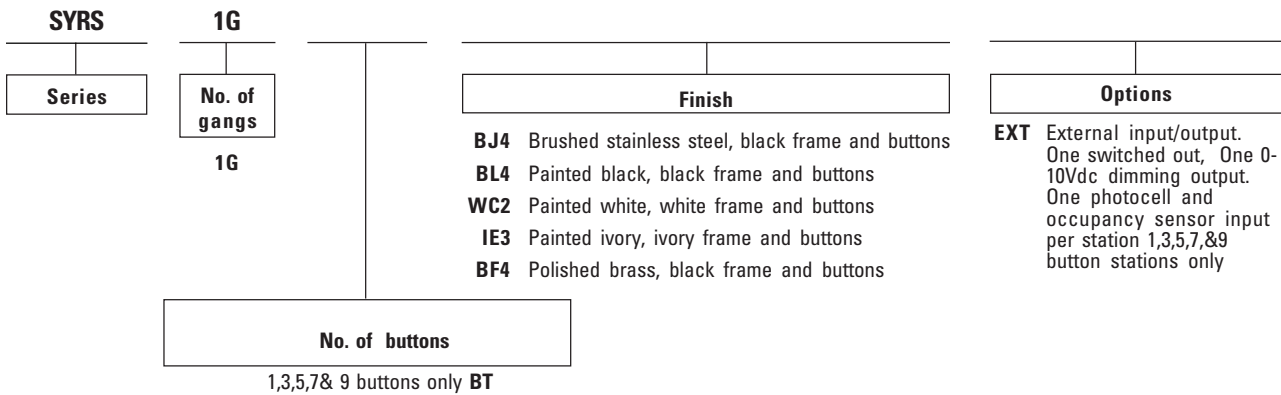 SYRS
1G
Series
No. of
gangs
1G
Finish
BJ4 Brushed stainless steel, black frame and buttons
BL4 Painted black, black frame and buttons
WC2 Painted white, white frame and buttons
IE3 Painted ivory, ivory frame and buttons
BF4 Polished brass, black frame and buttons
Options
EXT External input/output.
One switched out, One 0-
10Vdc dimming output.
One photocell and
occupancy sensor input
per station 1,3,5,7,&9
button stations only
No. of buttons
1,3,5,7& 9 buttons only BT